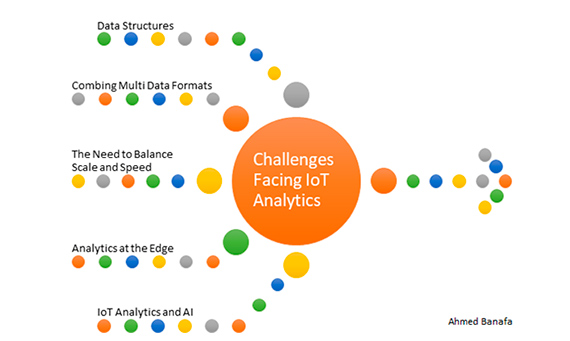 Data Structures
Combing Multi Data Formats
The Need to Balance
Scale and Speed
Challenges
Facing IoT
Analytics
Analytics at the Edge
IoT Analytics and AI
Ahmed Banafa